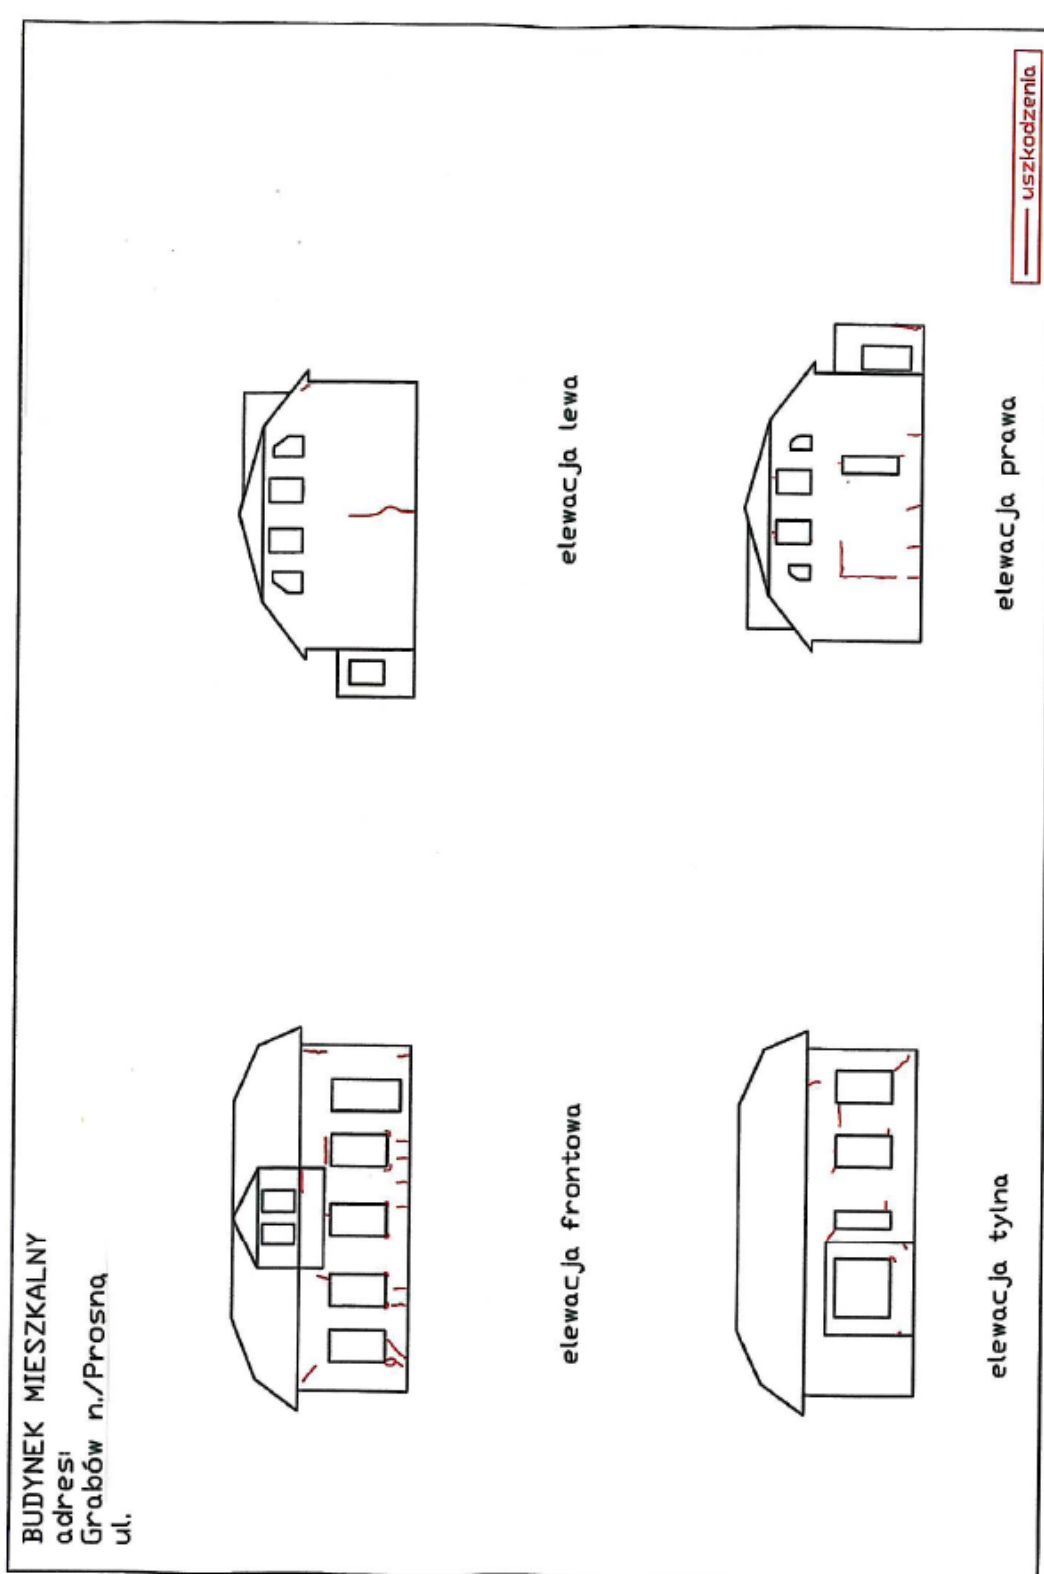 BUDYNEK MIESZKALNY
adres:
Grabów n./Prosną
ul.
elewacja frontowa
elewacja lewa
elewacja tylna
elewacja prawa
uszkodzenia